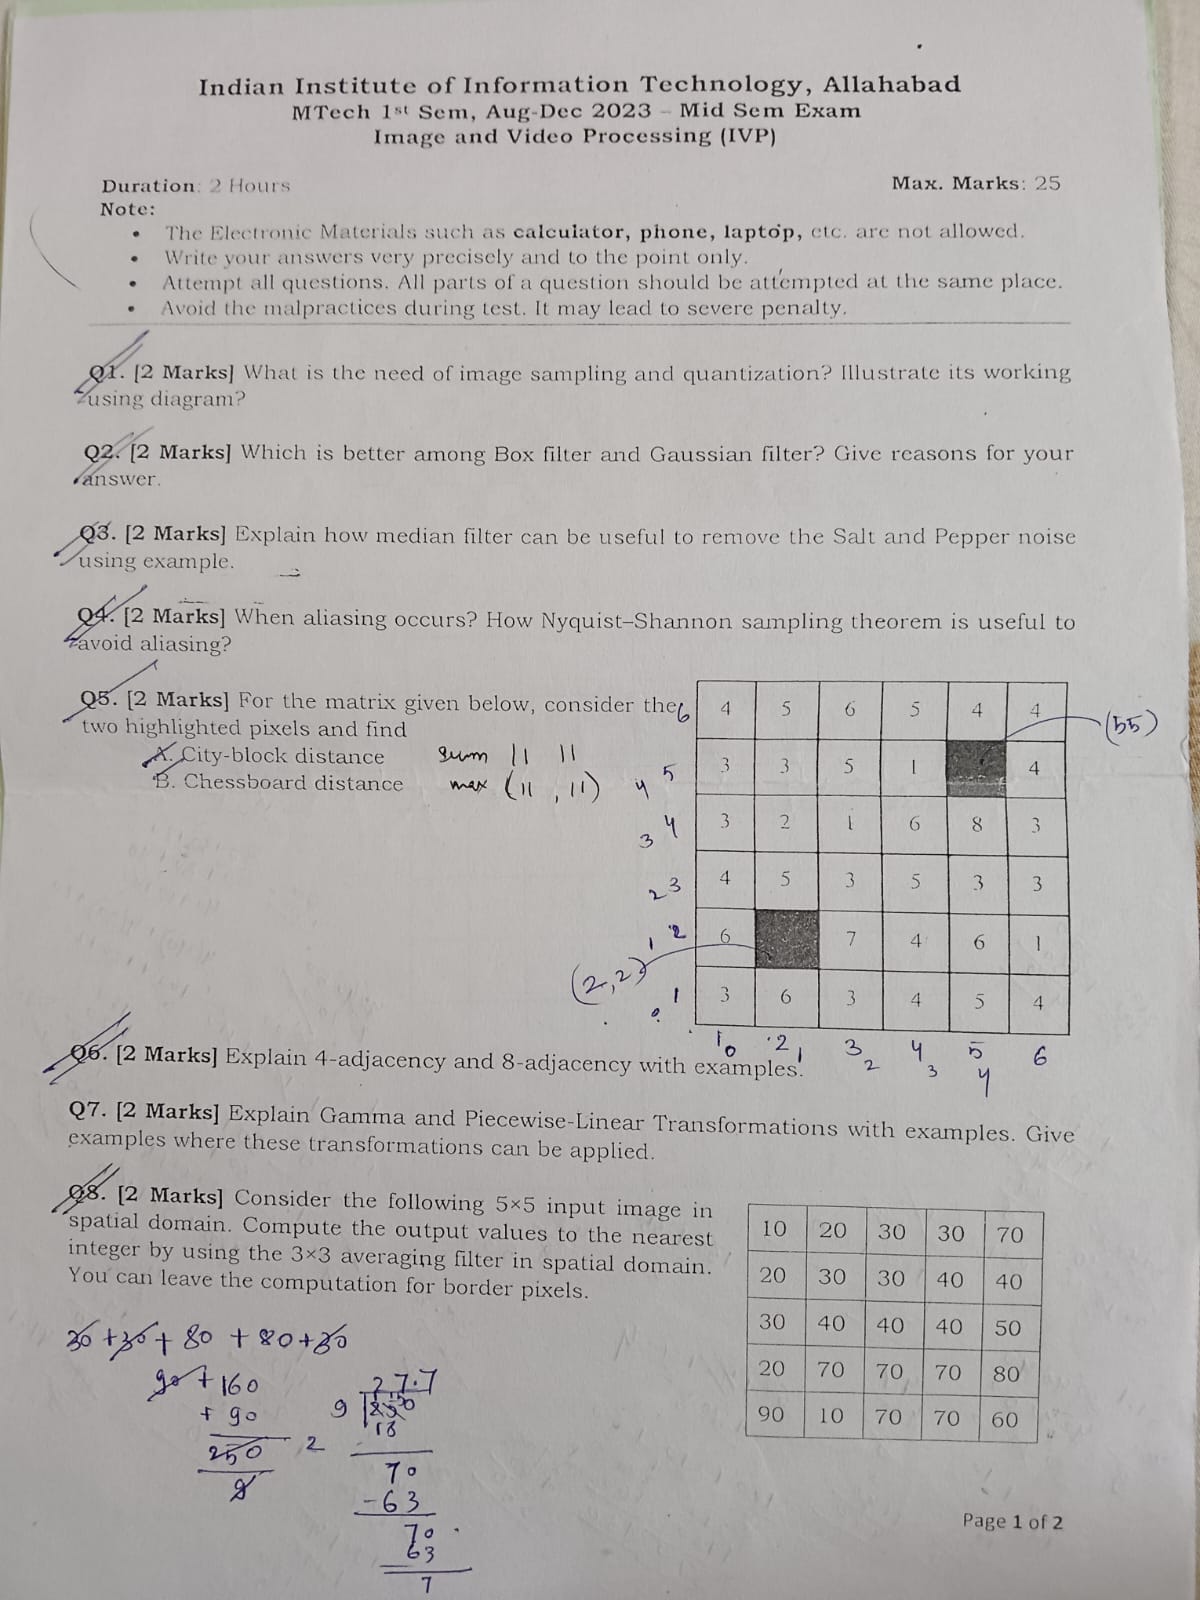 Indian Institute of Information Technology, Allahabad
MTech 1st Sem, Aug-Dec 2023 – Mid Sem Exam
Image and Video Processing (IVP)
Duration: 2 Hours Max. Marks: 25
Note:
• The Electronic Materials such as calculator, phone, laptop, etc. are not allowed.
• Write your answers very precisely and to the point only.
• Attempt all questions. All parts of a question should be attempted at the same place.
• Avoid the malpractices during test. It may lead to severe penalty.
Q1. [2 Marks] What is the need of image sampling and quantization? Illustrate its working
using diagram?
Q2. [2 Marks] Which is better among Box filter and Gaussian filter? Give reasons for your
answer.
Q3. [2 Marks] Explain how median filter can be useful to remove the Salt and Pepper noise
using example.
Q4. [2 Marks] When aliasing occurs? How Nyquist–Shannon sampling theorem is useful to
avoid aliasing?
Q5. [2 Marks] For the matrix given below, consider the
two highlighted pixels and find
A. City-block distance sum || ||
B. Chessboard distance max (|| , ||)
6 4 5 6 5 4 4
(55)
5 4 3 3 5 1 4
4 3 3 2 1 6 8 3
3 2 4 5 3 5 3 3
2 1 6 7 4 6 1
(2,2)
1 0 3 6 3 4 5 4
1 2 3 4 5 6
0 1 2 3 4
Q6. [2 Marks] Explain 4-adjacency and 8-adjacency with examples.
Q7. [2 Marks] Explain Gamma and Piecewise-Linear Transformations with examples. Give
examples where these transformations can be applied.
Q8. [2 Marks] Consider the following 5×5 input image in
spatial domain. Compute the output values to the nearest
integer by using the 3×3 averaging filter in spatial domain.
You can leave the computation for border pixels.
10 20 30 30 70
20 30 30 40 40
30 40 40 40 50
20 70 70 70 80
90 10 70 70 60
30 + 30 + 80 + 80 + 30
90 + 160
+ 90
250
9
2
27.7
9 250
18
70
-63
70
63
7
Page 1 of 2